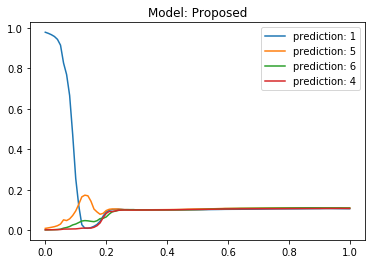 Model: Proposed
prediction: 1
prediction: 5
prediction: 6
prediction: 4
1.0
0.8
0.6
0.4
0.2
0.0
0.0 0.2 0.4 0.6 0.8 1.0